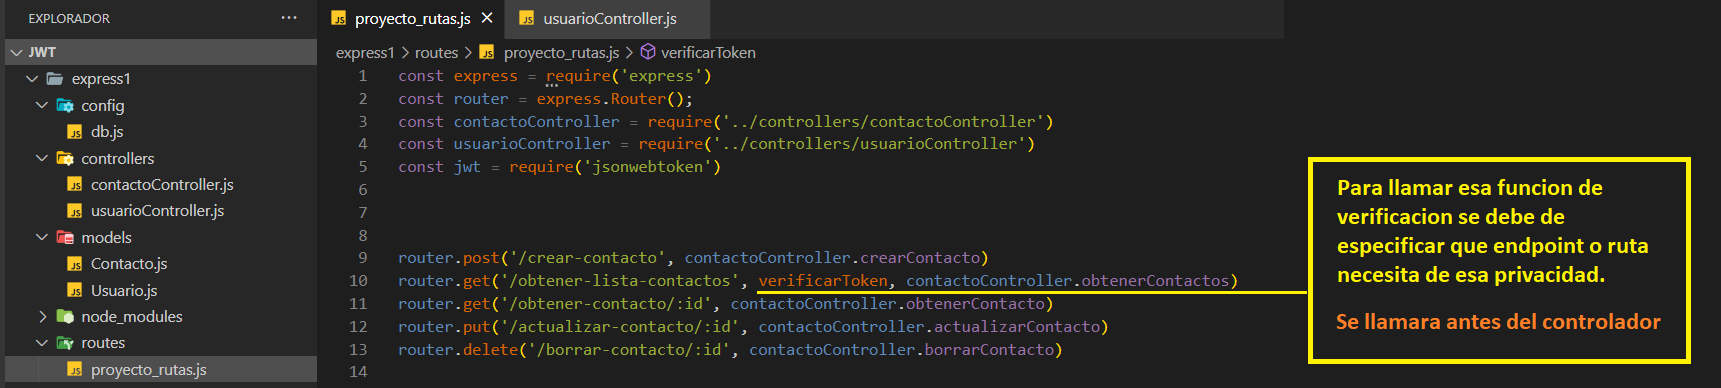 EXPLORADOR
...
JWT
express1
config
db.js
controllers
contactoController.js
usuarioController.js
models
Contacto.js
Usuario.js
node_modules
routes
proyecto_rutas.js
JS proyecto_rutas.js ×
JS usuarioController.js
express1 > routes > JS proyecto_rutas.js > verificarToken
1 const express = require('express')
2 const router = express.Router();
3 const contactoController = require('../controllers/contactoController')
4 const usuarioController = require('../controllers/usuarioController')
5 const jwt = require('jsonwebtoken')
6
7
8
9 router.post('/crear-contacto', contactoController.crearContacto)
10 router.get('/obtener-lista-contactos', verificarToken, contactoController.obtenerContactos)
11 router.get('/obtener-contacto/:id', contactoController.obtenerContacto)
12 router.put('/actualizar-contacto/:id', contactoController.actualizarContacto)
13 router.delete('/borrar-contacto/:id', contactoController.borrarContacto)
14
Para llamar esa funcion de
verificacion se debe de
especificar que endpoint o ruta
necesita de esa privacidad.
Se llamara antes del controlador